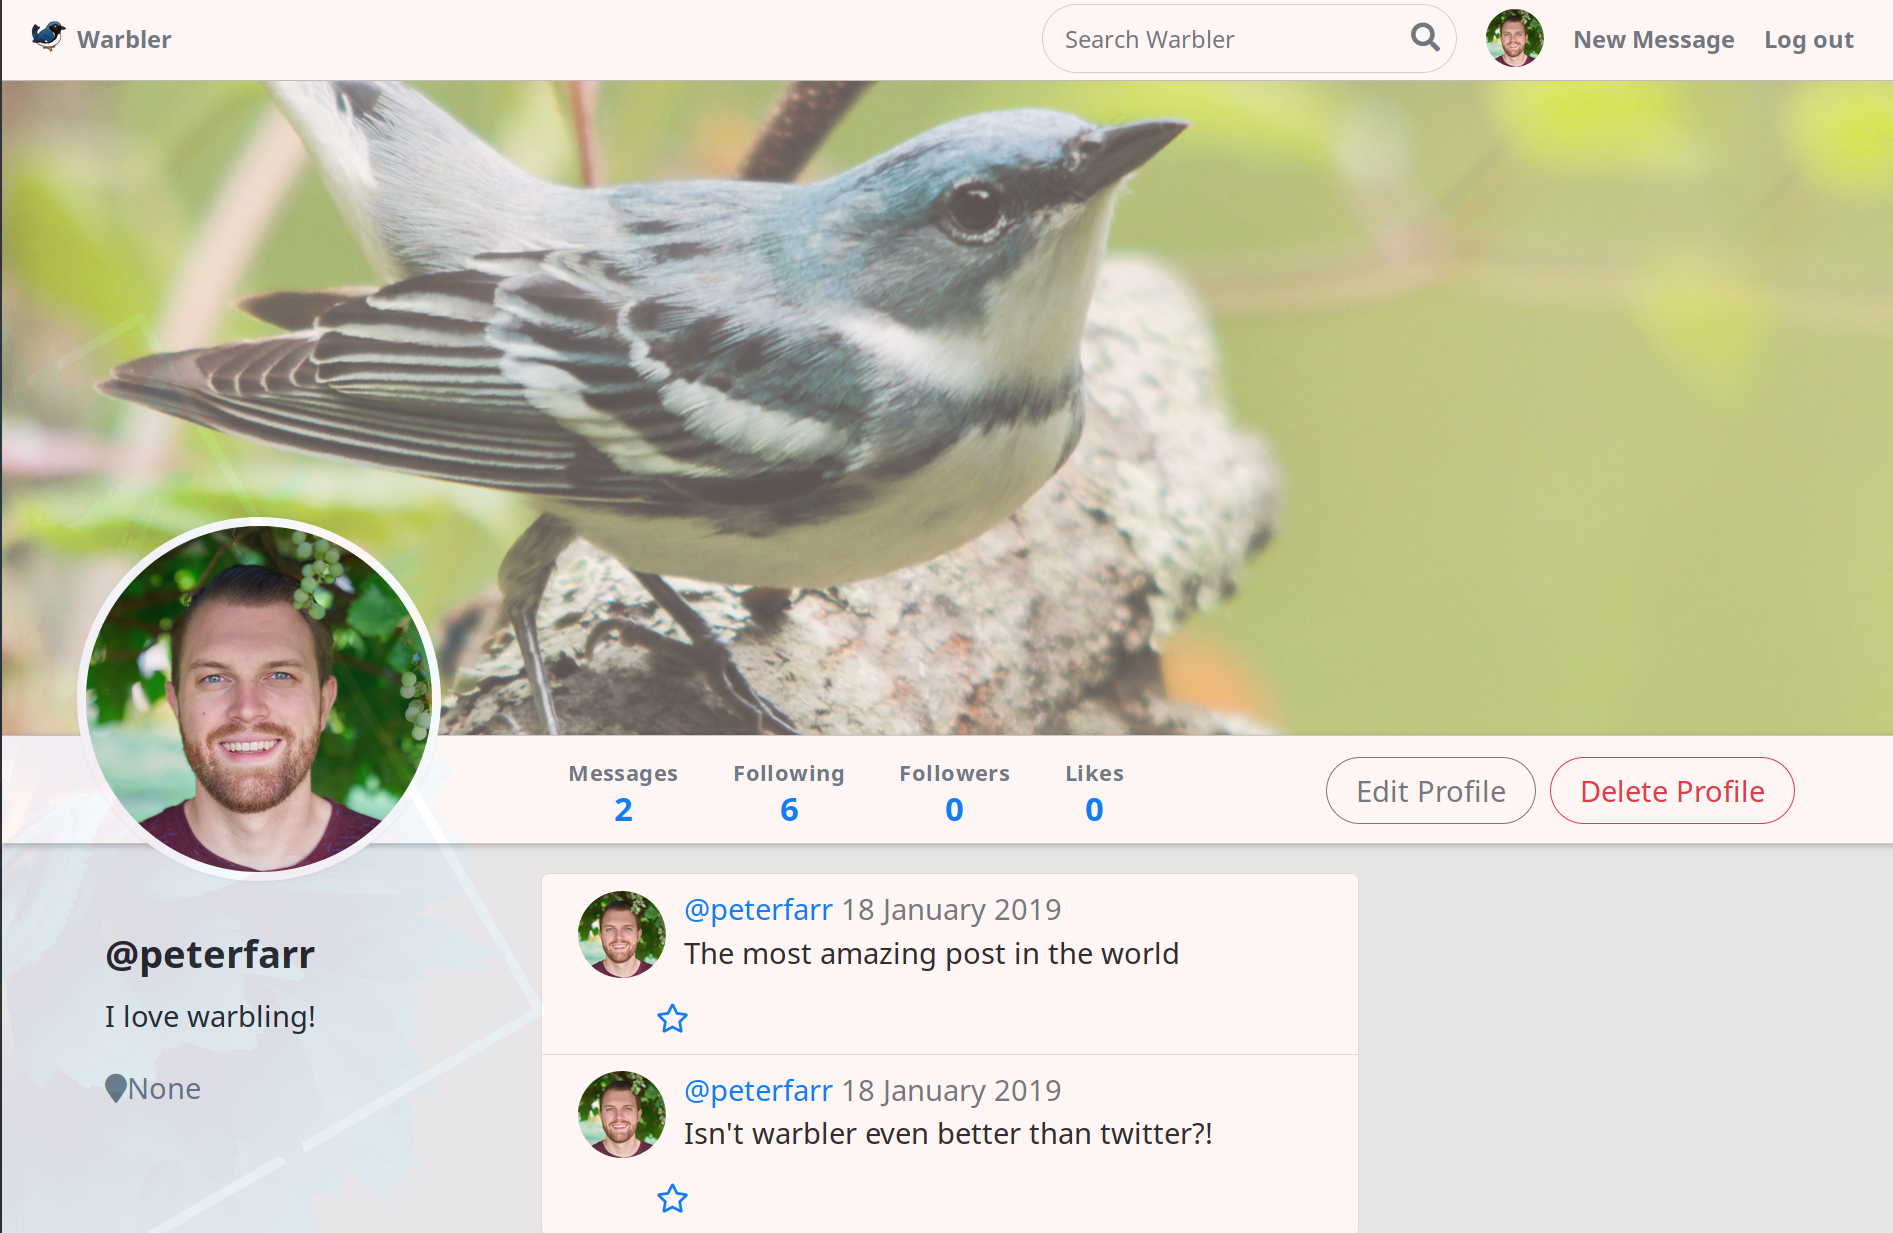 Warbler
Search Warbler
New Message
Log out
Messages
2
Following
6
Followers
0
Likes
0
Edit Profile
Delete Profile
@peterfarr
I love warbling!
None
@peterfarr 18 January 2019
The most amazing post in the world
@peterfarr 18 January 2019
Isn't warbler even better than twitter?!